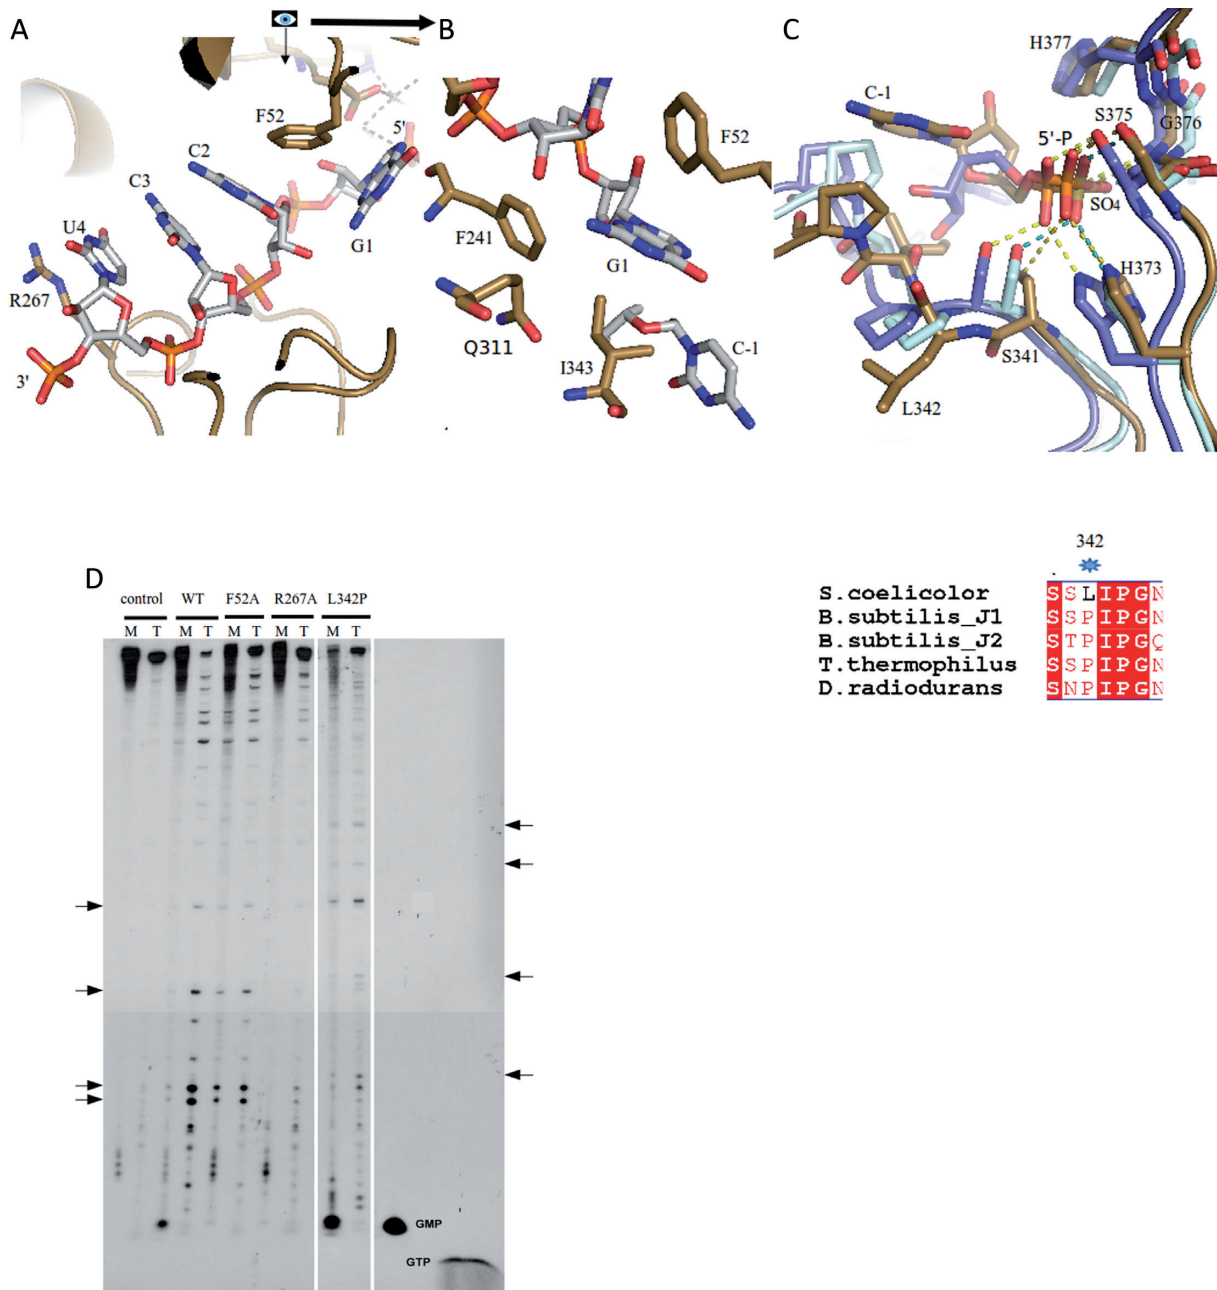 A
B
C
F52
5'
C2
C3
U4
G1
R267
3'
F52
F241
G1
Q311
C-1
I343
H377
C-1
S375
5'-P
G376
SO4
H373
S341
L342
D
control WT F52A R267A L342P
M T M T M T M T M T
GMP
GTP
342
S.coelicolor SSLIPGN
B.subtilis_J1 SSPIPGN
B.subtilis_J2 STPIPGQ
T.thermophilus SSPIPGN
D.radiodurans SNPIPGN